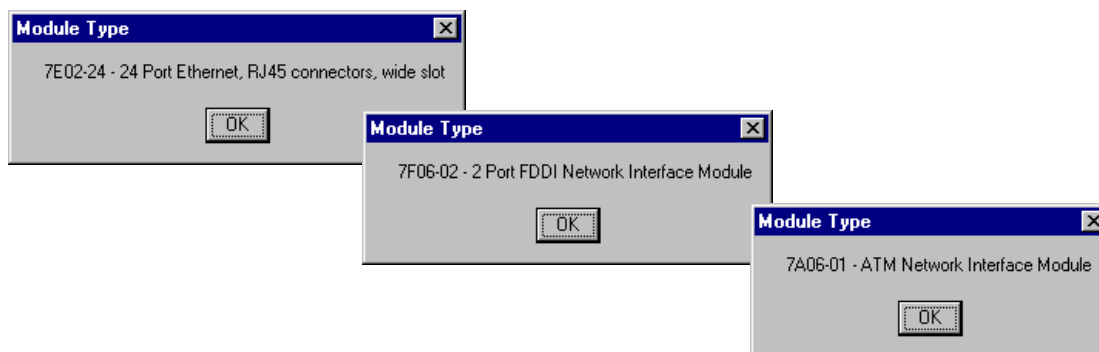 Module Type
7E02-24 - 24 Port Ethernet, RJ45 connectors, wide slot
OK
Module Type
7F06-02 - 2 Port FDDI Network Interface Module
OK
Module Type
7A06-01 - ATM Network Interface Module
OK